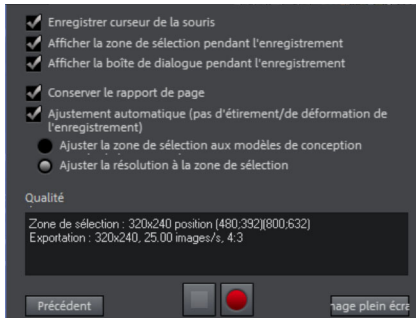 Enregistrer curseur de la souris
Afficher la zone de sélection pendant l'enregistrement
Afficher la boîte de dialogue pendant l'enregistrement
Conserver le rapport de page
Ajustement automatique (pas d'étirement/de déformation de
l'enregistrement)
Ajuster la zone de sélection aux modèles de conception
Ajuster la résolution à la zone de sélection
Qualité
Zone de sélection : 320x240 position (480;392)(800;632)
Exportation : 320x240, 25.00 images/s, 4:3
Précédent
plein